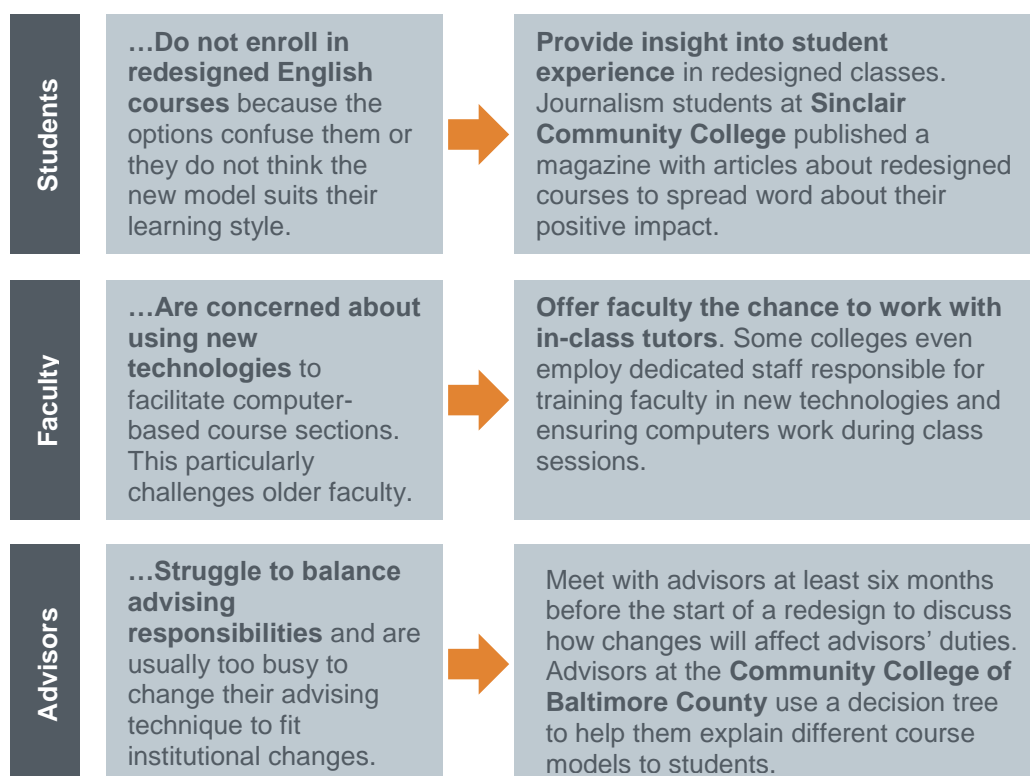 Students
…Do not enroll in
redesigned English
courses because the
options confuse them or
they do not think the
new model suits their
learning style.
Provide insight into student
experience in redesigned classes.
Journalism students at Sinclair
Community College published a
magazine with articles about redesigned
courses to spread word about their
positive impact.
Faculty
…Are concerned about
using new
technologies to
facilitate computer-
based course sections.
This particularly
challenges older faculty.
Offer faculty the chance to work with
in-class tutors. Some colleges even
employ dedicated staff responsible for
training faculty in new technologies and
ensuring computers work during class
sessions.
Advisors
…Struggle to balance
advising
responsibilities and are
usually too busy to
change their advising
technique to fit
institutional changes.
Meet with advisors at least six months
before the start of a redesign to discuss
how changes will affect advisors’ duties.
Advisors at the Community College of
Baltimore County use a decision tree
to help them explain different course
models to students.